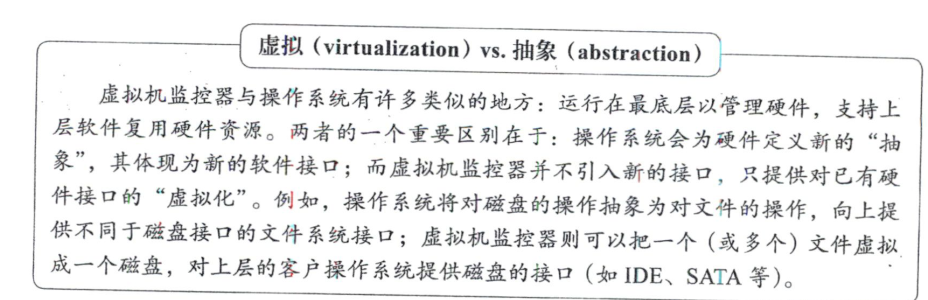 虚拟（virtualization）vs. 抽象（abstraction）
虚拟机监控器与操作系统有许多类似的地方：运行在最底层以管理硬件，支持上
层软件复用硬件资源。两者的一个重要区别在于：操作系统会为硬件定义新的“抽
象”，其体现为新的软件接口；而虚拟机监控器并不引入新的接口，只提供对已有硬
件接口的“虚拟化”。例如，操作系统将对磁盘的操作抽象为对文件的操作，向上提
供不同于磁盘接口的文件系统接口；虚拟机监控器则可以把一个（或多个）文件虚拟
成一个磁盘，对上层的客户操作系统提供磁盘的接口（如 IDE、SATA 等）。